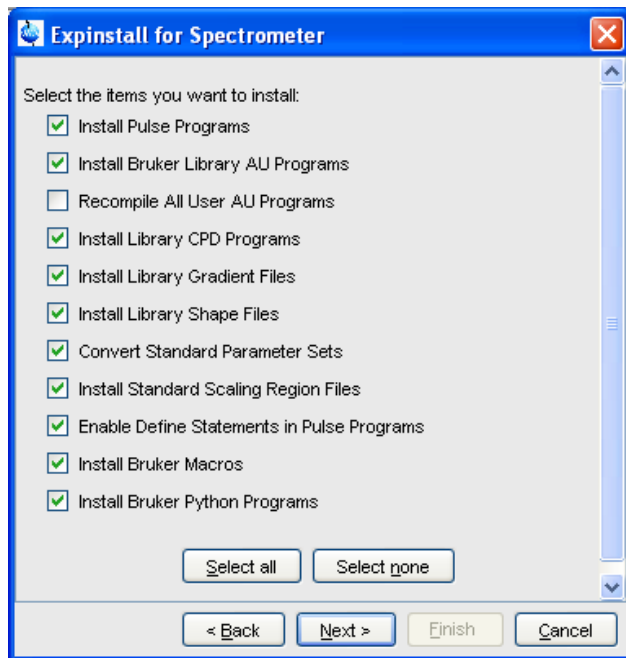 Expinstall for Spectrometer
Select the items you want to install:
Install Pulse Programs
Install Bruker Library AU Programs
Recompile All User AU Programs
Install Library CPD Programs
Install Library Gradient Files
Install Library Shape Files
Convert Standard Parameter Sets
Install Standard Scaling Region Files
Enable Define Statements in Pulse Programs
Install Bruker Macros
Install Bruker Python Programs
Select all Select none
< Back Next > Finish Cancel